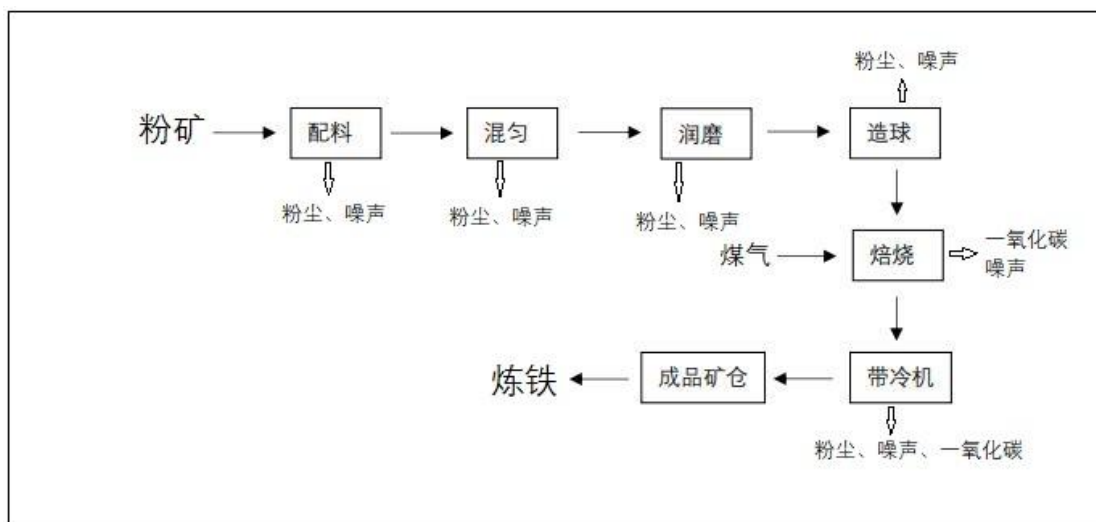 粉尘、噪声
粉矿
配料
混匀
润磨
造球
粉尘、噪声
粉尘、噪声
粉尘、噪声
煤气
焙烧
一氧化碳
噪声
炼铁
成品矿仓
带冷机
粉尘、噪声、一氧化碳